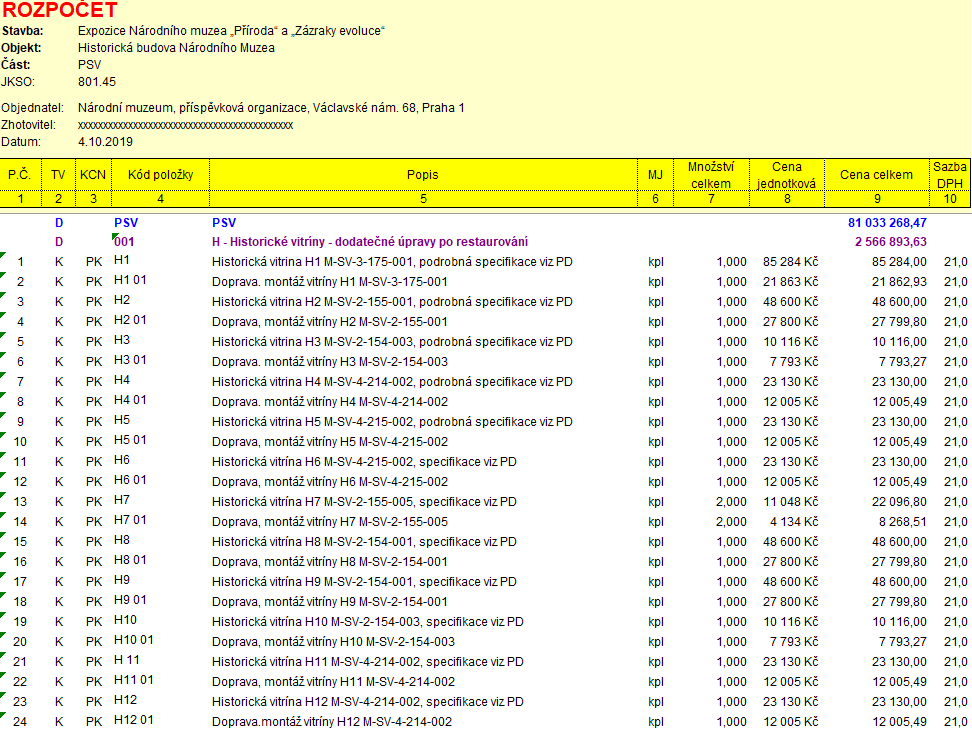 ROZPOČET
Stavba: Expozice Národního muzea „Příroda“ a „Zázraky evoluce“
Objekt: Historická budova Národního Muzea
Část: PSV
JKSO: 801.45
Objednatel: Národní muzeum, příspěvková organizace, Václavské nám. 68, Praha 1
Zhotovitel: xxxxxxxxxxxxxxxxxxxxxxxxxxxxxxxxxxxxxxxxxxx
Datum: 4.10.2019
P.Č. TV KCN Kód položky Popis MJ Množství celkem Cena jednotková Cena celkem Sazba DPH
1 2 3 4 5 6 7 8 9 10
D PSV PSV 81 033 268,47
D 001 H - Historické vitríny - dodatečné úpravy po restaurování 2 566 893,63
1 K PK H1 Historická vitrina H1 M-SV-3-175-001, podrobná specifikace viz PD kpl 1,000 85 284 Kč 85 284,00 21,0
2 K PK H1 01 Doprava. montáž vitríny H1 M-SV-3-175-001 kpl 1,000 21 863 Kč 21 862,93 21,0
3 K PK H2 Historická vitrina H2 M-SV-2-155-001, podrobná specifikace viz PD kpl 1,000 48 600 Kč 48 600,00 21,0
4 K PK H2 01 Doprava, montáž vitríny H2 M-SV-2-155-001 kpl 1,000 27 800 Kč 27 799,80 21,0
5 K PK H3 Historická vitrina H3 M-SV-2-154-003, podrobná specifikace viz PD kpl 1,000 10 116 Kč 10 116,00 21,0
6 K PK H3 01 Doprava. montáž vitríny H3 M-SV-2-154-003 kpl 1,000 7 793 Kč 7 793,27 21,0
7 K PK H4 Historická vitrina H4 M-SV-4-214-002, podrobná specifikace viz PD kpl 1,000 23 130 Kč 23 130,00 21,0
8 K PK H4 01 Doprava. montáž vitríny H4 M-SV-4-214-002 kpl 1,000 12 005 Kč 12 005,49 21,0
9 K PK H5 Historická vitrina H5 M-SV-4-215-002, podrobná specifikace viz PD kpl 1,000 23 130 Kč 23 130,00 21,0
10 K PK H5 01 Doprava, montáž vitríny H5 M-SV-4-215-002 kpl 1,000 12 005 Kč 12 005,49 21,0
11 K PK H6 Historická vitrína H6 M-SV-4-215-002, specifikace viz PD kpl 1,000 23 130 Kč 23 130,00 21,0
12 K PK H6 01 Doprava, montáž vitríny H6 M-SV-4-215-002 kpl 1,000 12 005 Kč 12 005,49 21,0
13 K PK H7 Historická vitrína H7 M-SV-2-155-005, specifikace viz PD kpl 2,000 11 048 Kč 22 096,80 21,0
14 K PK H7 01 Doprava, montáž vitríny H7 M-SV-2-155-005 kpl 2,000 4 134 Kč 8 268,51 21,0
15 K PK H8 Historická vitrína H8 M-SV-2-154-001, specifikace viz PD kpl 1,000 48 600 Kč 48 600,00 21,0
16 K PK H8 01 Doprava, montáž vitríny H8 M-SV-2-154-001 kpl 1,000 27 800 Kč 27 799,80 21,0
17 K PK H9 Historická vitrína H9 M-SV-2-154-001, specifikace viz PD kpl 1,000 48 600 Kč 48 600,00 21,0
18 K PK H9 01 Doprava, montáž vitríny H9 M-SV-2-154-001 kpl 1,000 27 800 Kč 27 799,80 21,0
19 K PK H10 Historická vitrína H10 M-SV-2-154-003, specifikace viz PD kpl 1,000 10 116 Kč 10 116,00 21,0
20 K PK H10 01 Doprava, montáž vitríny H10 M-SV-2-154-003 kpl 1,000 7 793 Kč 7 793,27 21,0
21 K PK H 11 Historická vitrína H11 M-SV-4-214-002, specifikace viz PD kpl 1,000 23 130 Kč 23 130,00 21,0
22 K PK H11 01 Doprava, montáž vitríny H11 M-SV-4-214-002 kpl 1,000 12 005 Kč 12 005,49 21,0
23 K PK H12 Historická vitrína H12 M-SV-4-214-002, specifikace viz PD kpl 1,000 23 130 Kč 23 130,00 21,0
24 K PK H12 01 Doprava.montáž vitríny H12 M-SV-4-214-002 kpl 1,000 12 005 Kč 12 005,49 21,0